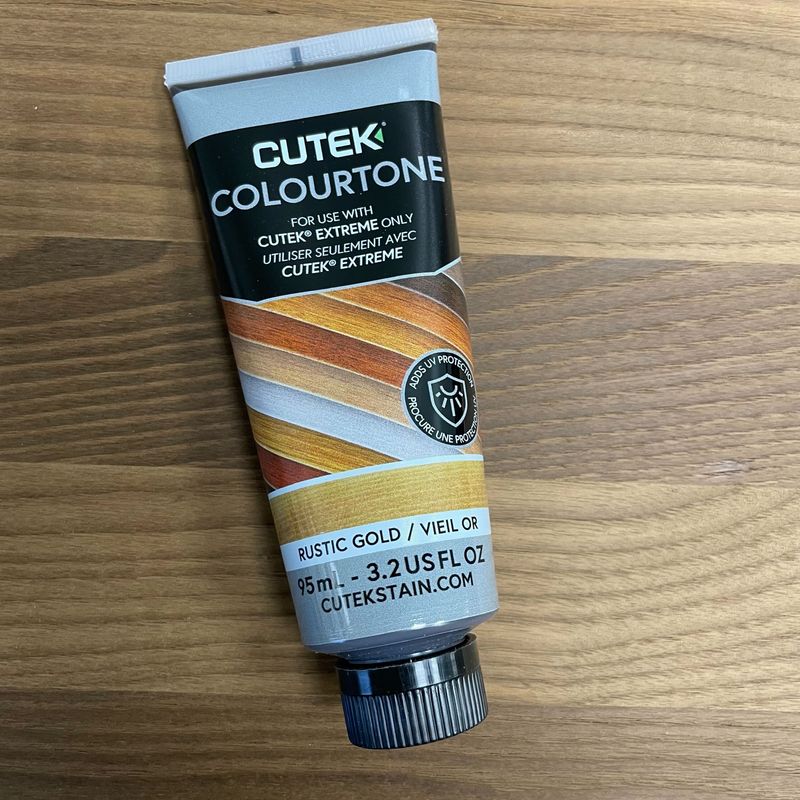 CUTEK®
COLOURTONE
FOR USE WITH
CUTEK® EXTREME ONLY
UTILISER SEULEMENT AVEC
CUTEK® EXTREME
ADDS UV PROTECTION
PROCURE UNE PROTECTION UV
RUSTIC GOLD / VIEIL OR
95mL - 3.2 US FL OZ
CUTEKSTAIN.COM